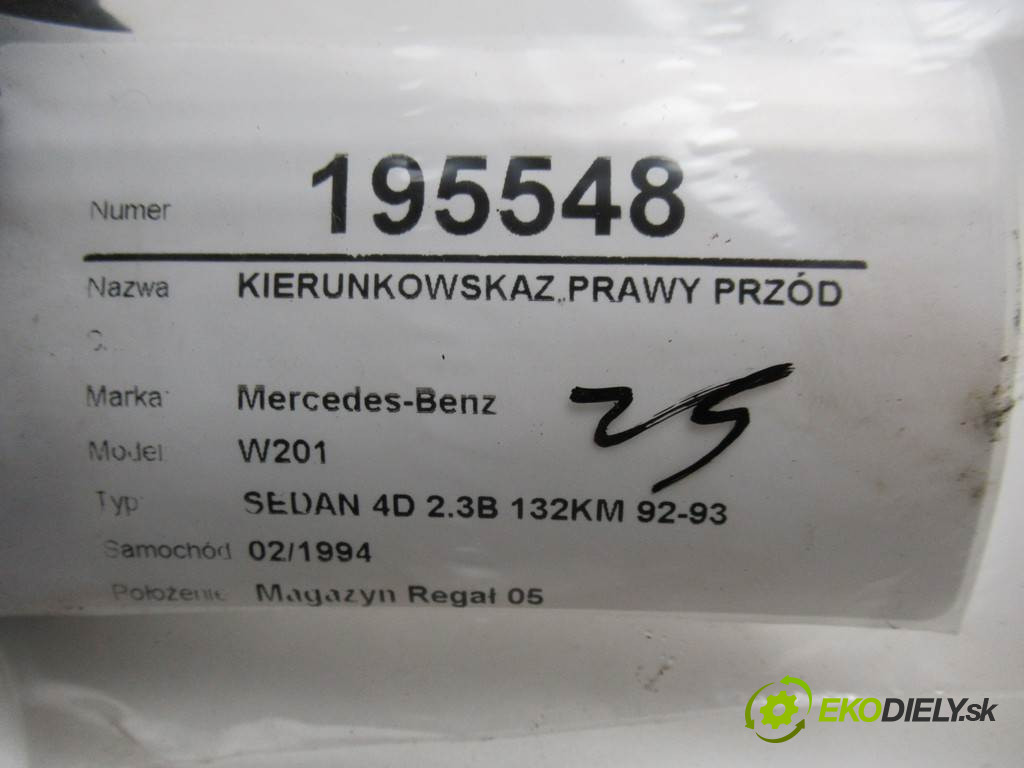 Numer 195548
Nazwa KIERUNKOWSKAZ PRAWY PRZÓD
Marka Mercedes-Benz
25
Model W201
Typ SEDAN 4D 2.3B 132KM 92-93
Samochód 02/1994
Położenie Magazyn Regał 05
EKODIELY.sk